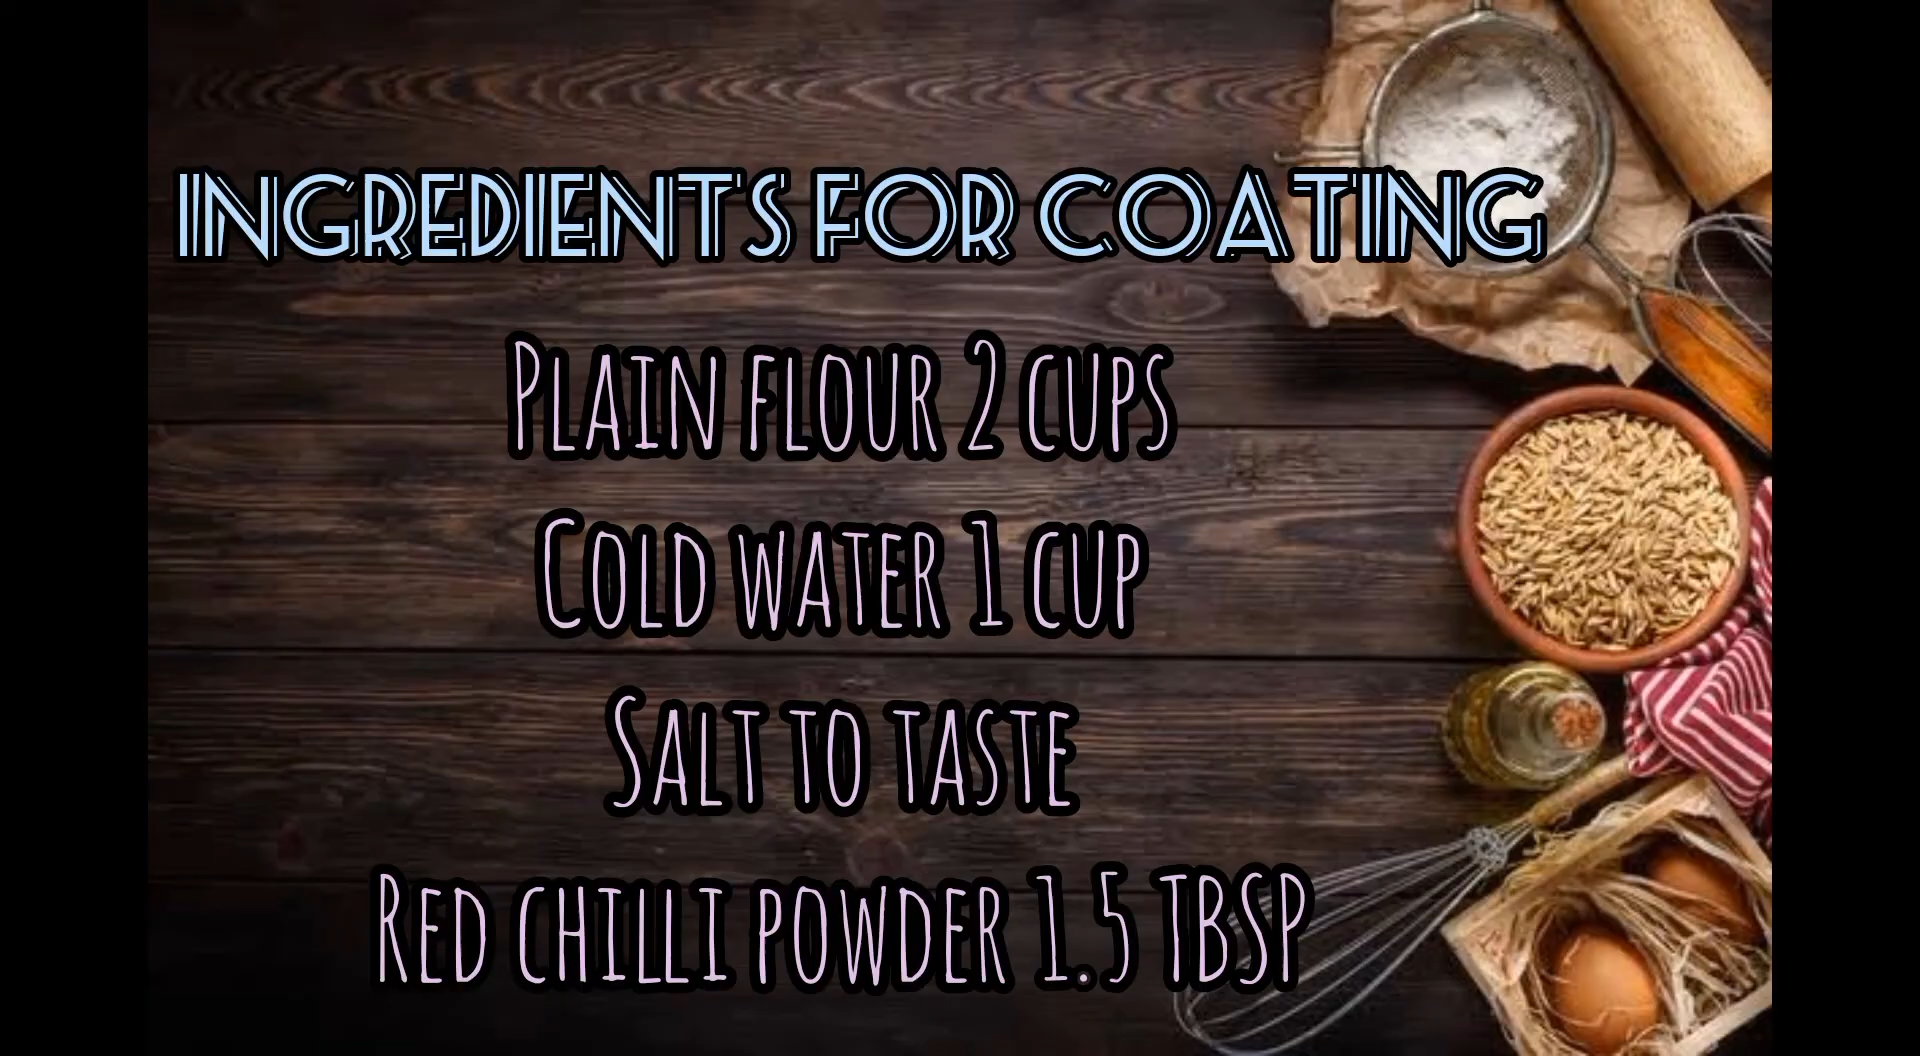 INGREDIENTS FOR COATING
Plain flour 2 cups
Cold water 1 cup
Salt to taste
Red chilli powder 1.5 TBSP